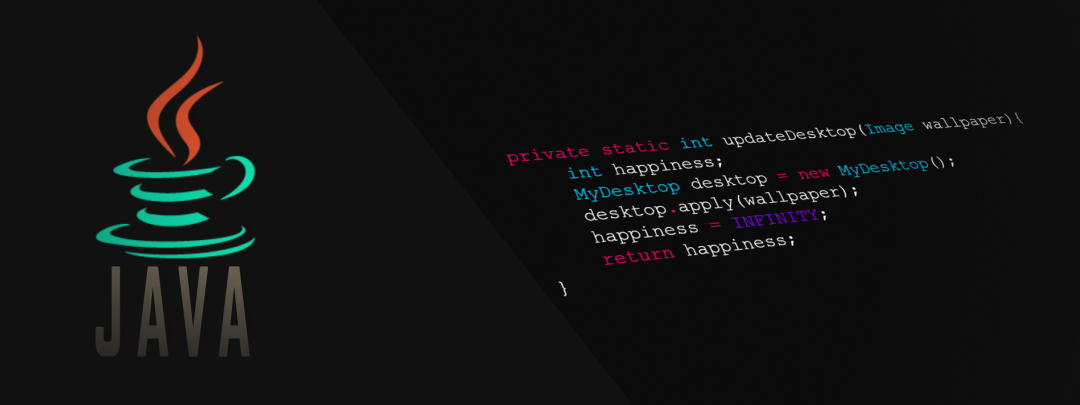 JAVA
private static int updateDesktop(Image wallpaper){
int happiness;
MyDesktop desktop = new MyDesktop();
desktop.apply(wallpaper);
happiness = INFINITY;
return happiness;
}